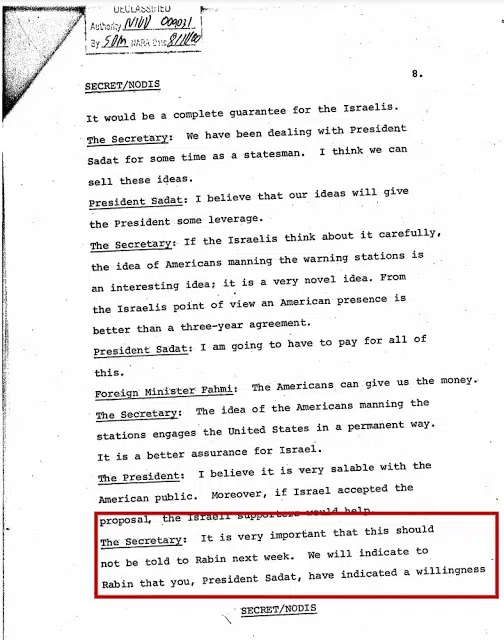 DECLASSIFIED
Authority NIW 009021
By SDM NARA Date 8/11/00
8.
SECRET/NODIS
It would be a complete guarantee for the Israelis.
The Secretary: We have been dealing with President
Sadat for some time as a statesman. I think we can
sell these ideas.
President Sadat: I believe that our ideas will give
the President some leverage.
The Secretary: If the Israelis think about it carefully,
the idea of Americans manning the warning stations is
an interesting idea; it is a very novel idea. From
the Israelis point of view an American presence is
better than a three-year agreement.
President Sadat: I am going to have to pay for all of
this.
Foreign Minister Fahmi: The Americans can give us the money.
The Secretary: The idea of the Americans manning the
stations engages the United States in a permanent way.
It is a better assurance for Israel.
The President: I believe it is very salable with the
American public. Moreover, if Israel accepted the
proposal, the Israeli supporters would help.
The Secretary: It is very important that this should
not be told to Rabin next week. We will indicate to
Rabin that you, President Sadat, have indicated a willingness
SECRET/NODIS